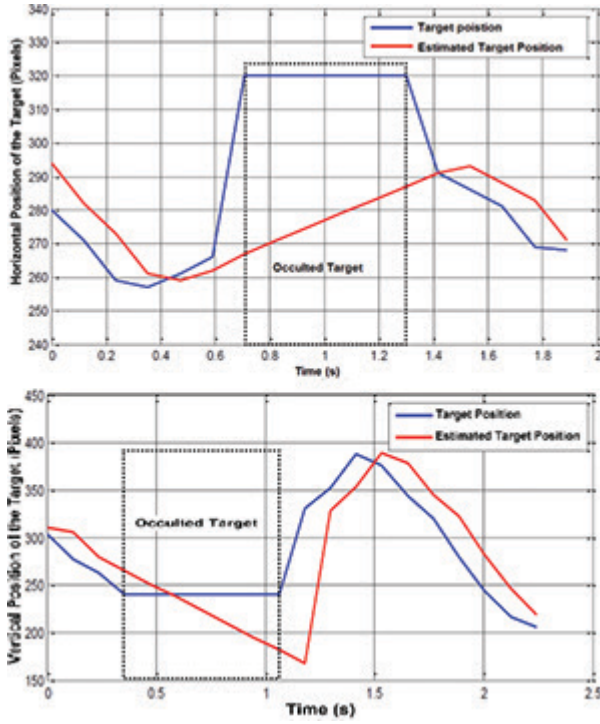 340
330
320
310
300
290
280
270
260
250
240
Horizontal Position of the Target (Pixels)
Target poistion
Estimated Target Position
Occulted Target
0 0.2 0.4 0.6 0.8 1 1.2 1.4 1.6 1.8 2
Time (s)
450
400
350
300
250
200
150
Vertical Position of the Target (Pixels)
Target Position
Estimated Target Position
Occulted Target
0 0.5 1 1.5 2 2.5
Time (s)